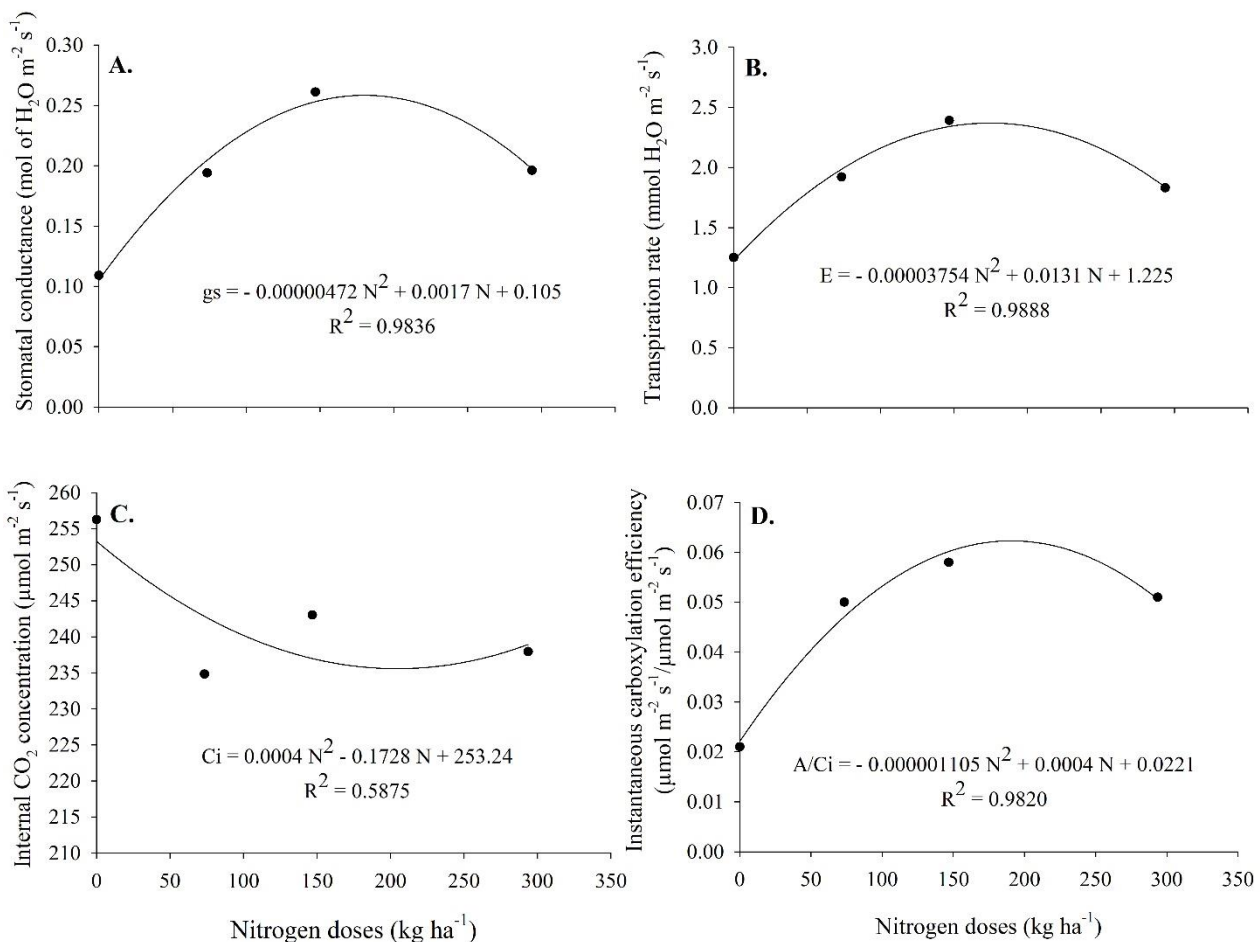 A.
Stomatal conductance (mol of H₂O m⁻² s⁻¹)
0.30
0.25
0.20
0.15
0.10
0.05
0.00
gs = - 0.00000472 N² + 0.0017 N + 0.105
R² = 0.9836
B.
Transpiration rate (mmol H₂O m⁻² s⁻¹)
3.0
2.5
2.0
1.5
1.0
0.5
0.0
E = - 0.00003754 N² + 0.0131 N + 1.225
R² = 0.9888
C.
Internal CO₂ concentration (µmol m⁻² s⁻¹)
260
255
250
245
240
235
230
225
220
215
210
Ci = 0.0004 N² - 0.1728 N + 253.24
R² = 0.5875
0 50 100 150 200 250 300 350
Nitrogen doses (kg ha⁻¹)
D.
Instantaneous carboxylation efficiency
(µmol m⁻² s⁻¹/µmol m⁻² s⁻¹)
0.07
0.06
0.05
0.04
0.03
0.02
0.01
0.00
A/Ci = - 0.000001105 N² + 0.0004 N + 0.0221
R² = 0.9820
0 50 100 150 200 250 300 350
Nitrogen doses (kg ha⁻¹)